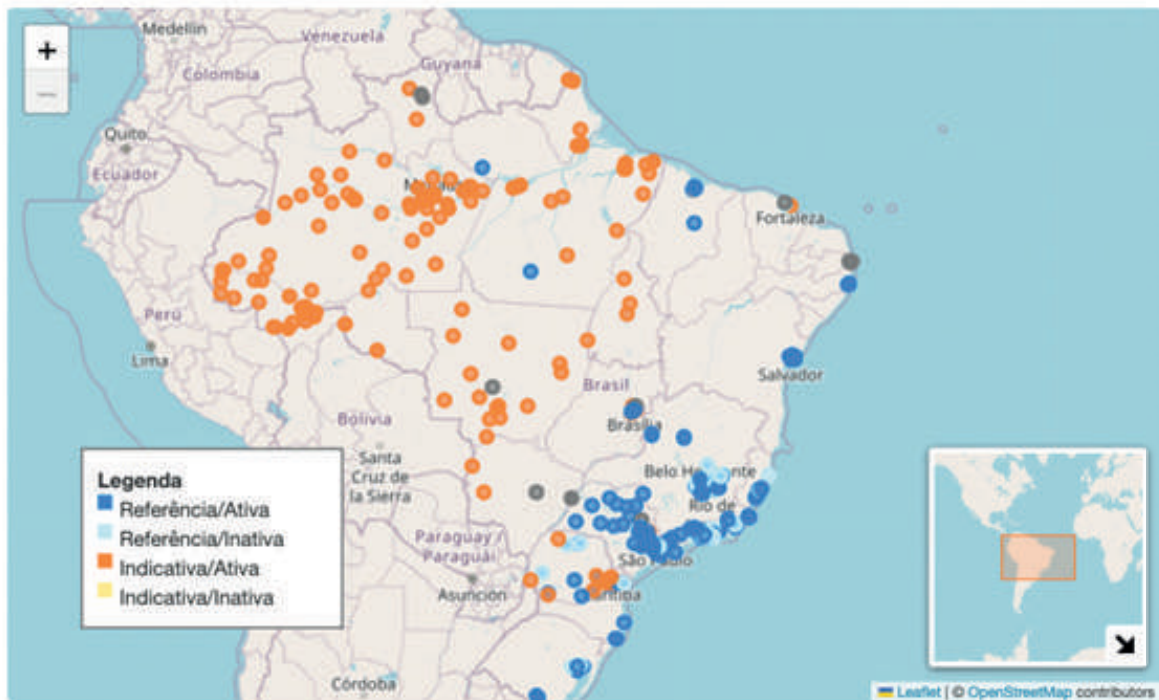 +
Medellín
Venezuela
Guyana
Colombia
−
Quito
Ecuador
Fortaleza
Perú
Lima
Salvador
Brasil
Brasília
Bolivia
Belo Horizonte
Santa
Cruz de
la Sierra
Rio de
Legenda
Referência/Ativa
Referência/Inativa
Indicativa/Ativa
Indicativa/Inativa
Paraguay /
Paraguái
São Paulo
Asunción
Córdoba
Leaflet | © OpenStreetMap contributors